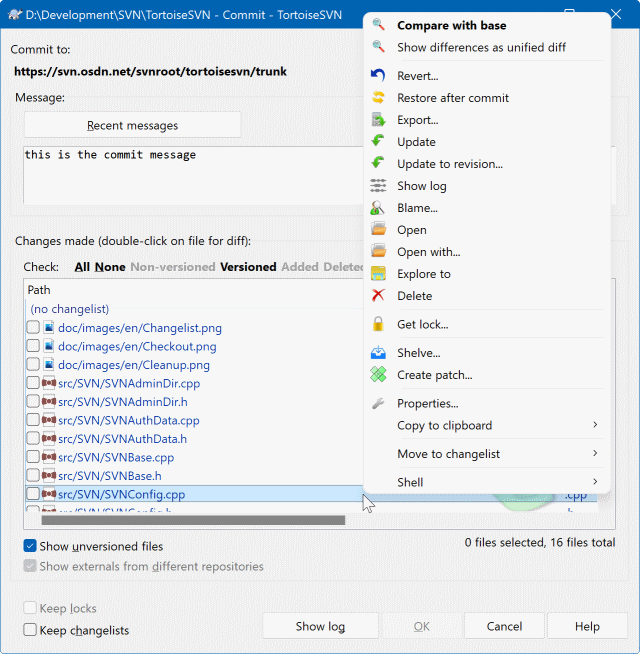 D:\Development\SVN\TortoiseSVN - Commit - TortoiseSVN
Commit to:
https://svn.osdn.net/svnroot/tortoisesvn/trunk
Message:
Recent messages
this is the commit message
Changes made (double-click on file for diff):
Check: All None Non-versioned Versioned Added Deleted
Path
(no changelist)
doc/images/en/Changelist.png
doc/images/en/Checkout.png
doc/images/en/Cleanup.png
src/SVN/SVNAdminDir.cpp
src/SVN/SVNAdminDir.h
src/SVN/SVNAuthData.cpp
src/SVN/SVNAuthData.h
src/SVN/SVNBase.cpp
src/SVN/SVNBase.h
src/SVN/SVNConfig.cpp
.cpp
src/SVN/SVNConfig.h
Show unversioned files
0 files selected, 16 files total
Show externals from different repositories
Keep locks
Keep changelists
Show log
OK
Cancel
Help
Compare with base
Show differences as unified diff
Revert...
Restore after commit
Export...
Update
Update to revision...
Show log
Blame...
Open
Open with...
Explore to
Delete
Get lock...
Shelve...
Create patch...
Properties...
Copy to clipboard
Move to changelist
Shell